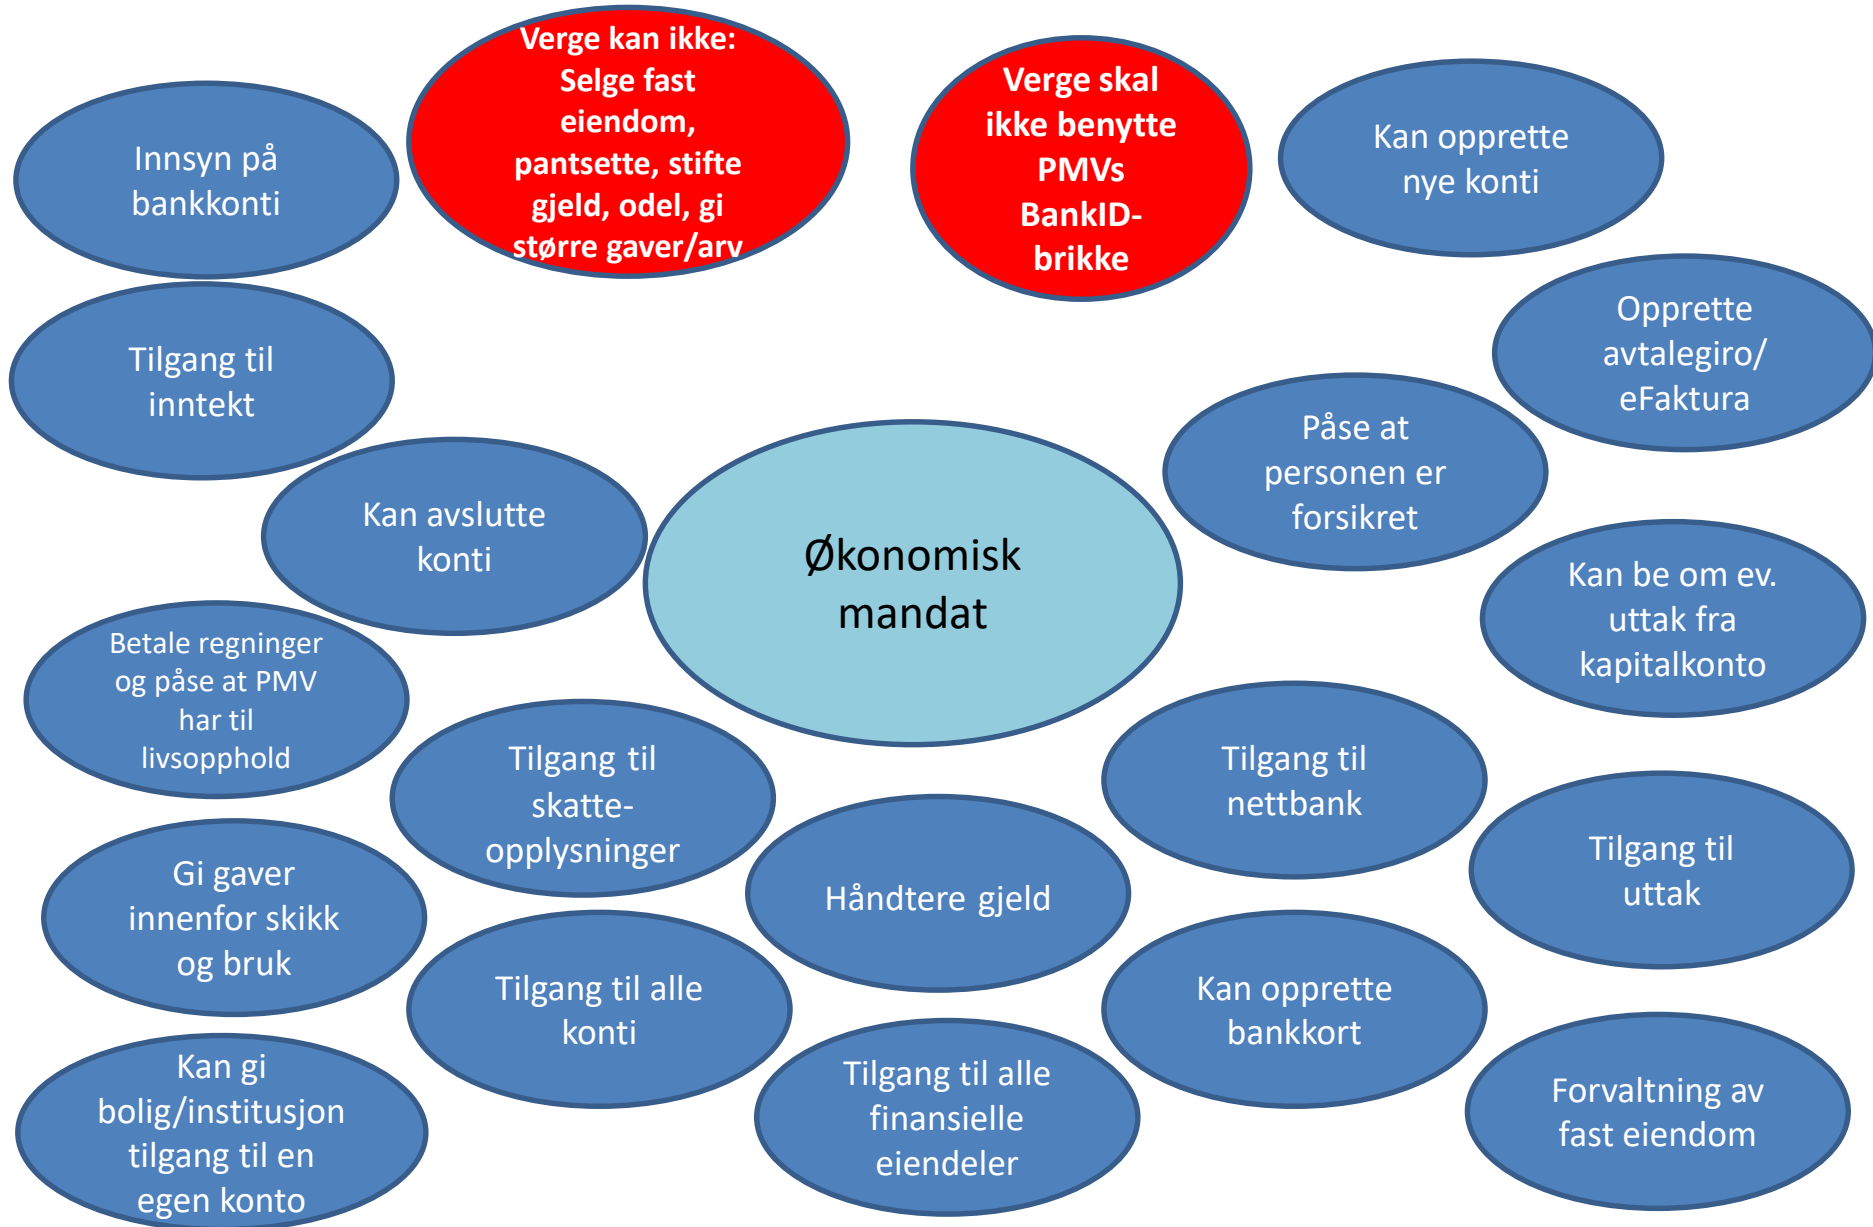 Verge kan ikke:
Selge fast
eiendom,
pantsette, stifte
gjeld, odel, gi
større gaver/arv
Verge skal
ikke benytte
PMVs
BankID-
brikke
Kan opprette
nye konti
Innsyn på
bankkonti
Opprette
avtalegiro/
eFaktura
Tilgang til
inntekt
Påse at
personen er
forsikret
Kan avslutte
konti
Økonomisk
mandat
Kan be om ev.
uttak fra
kapitalkonto
Betale regninger
og påse at PMV
har til
livsopphold
Tilgang til
skatte-
opplysninger
Tilgang til
nettbank
Håndtere gjeld
Tilgang til
uttak
Gi gaver
innenfor skikk
og bruk
Tilgang til alle
konti
Kan opprette
bankkort
Kan gi
bolig/institusjon
tilgang til en
egen konto
Tilgang til alle
finansielle
eiendeler
Forvaltning av
fast eiendom